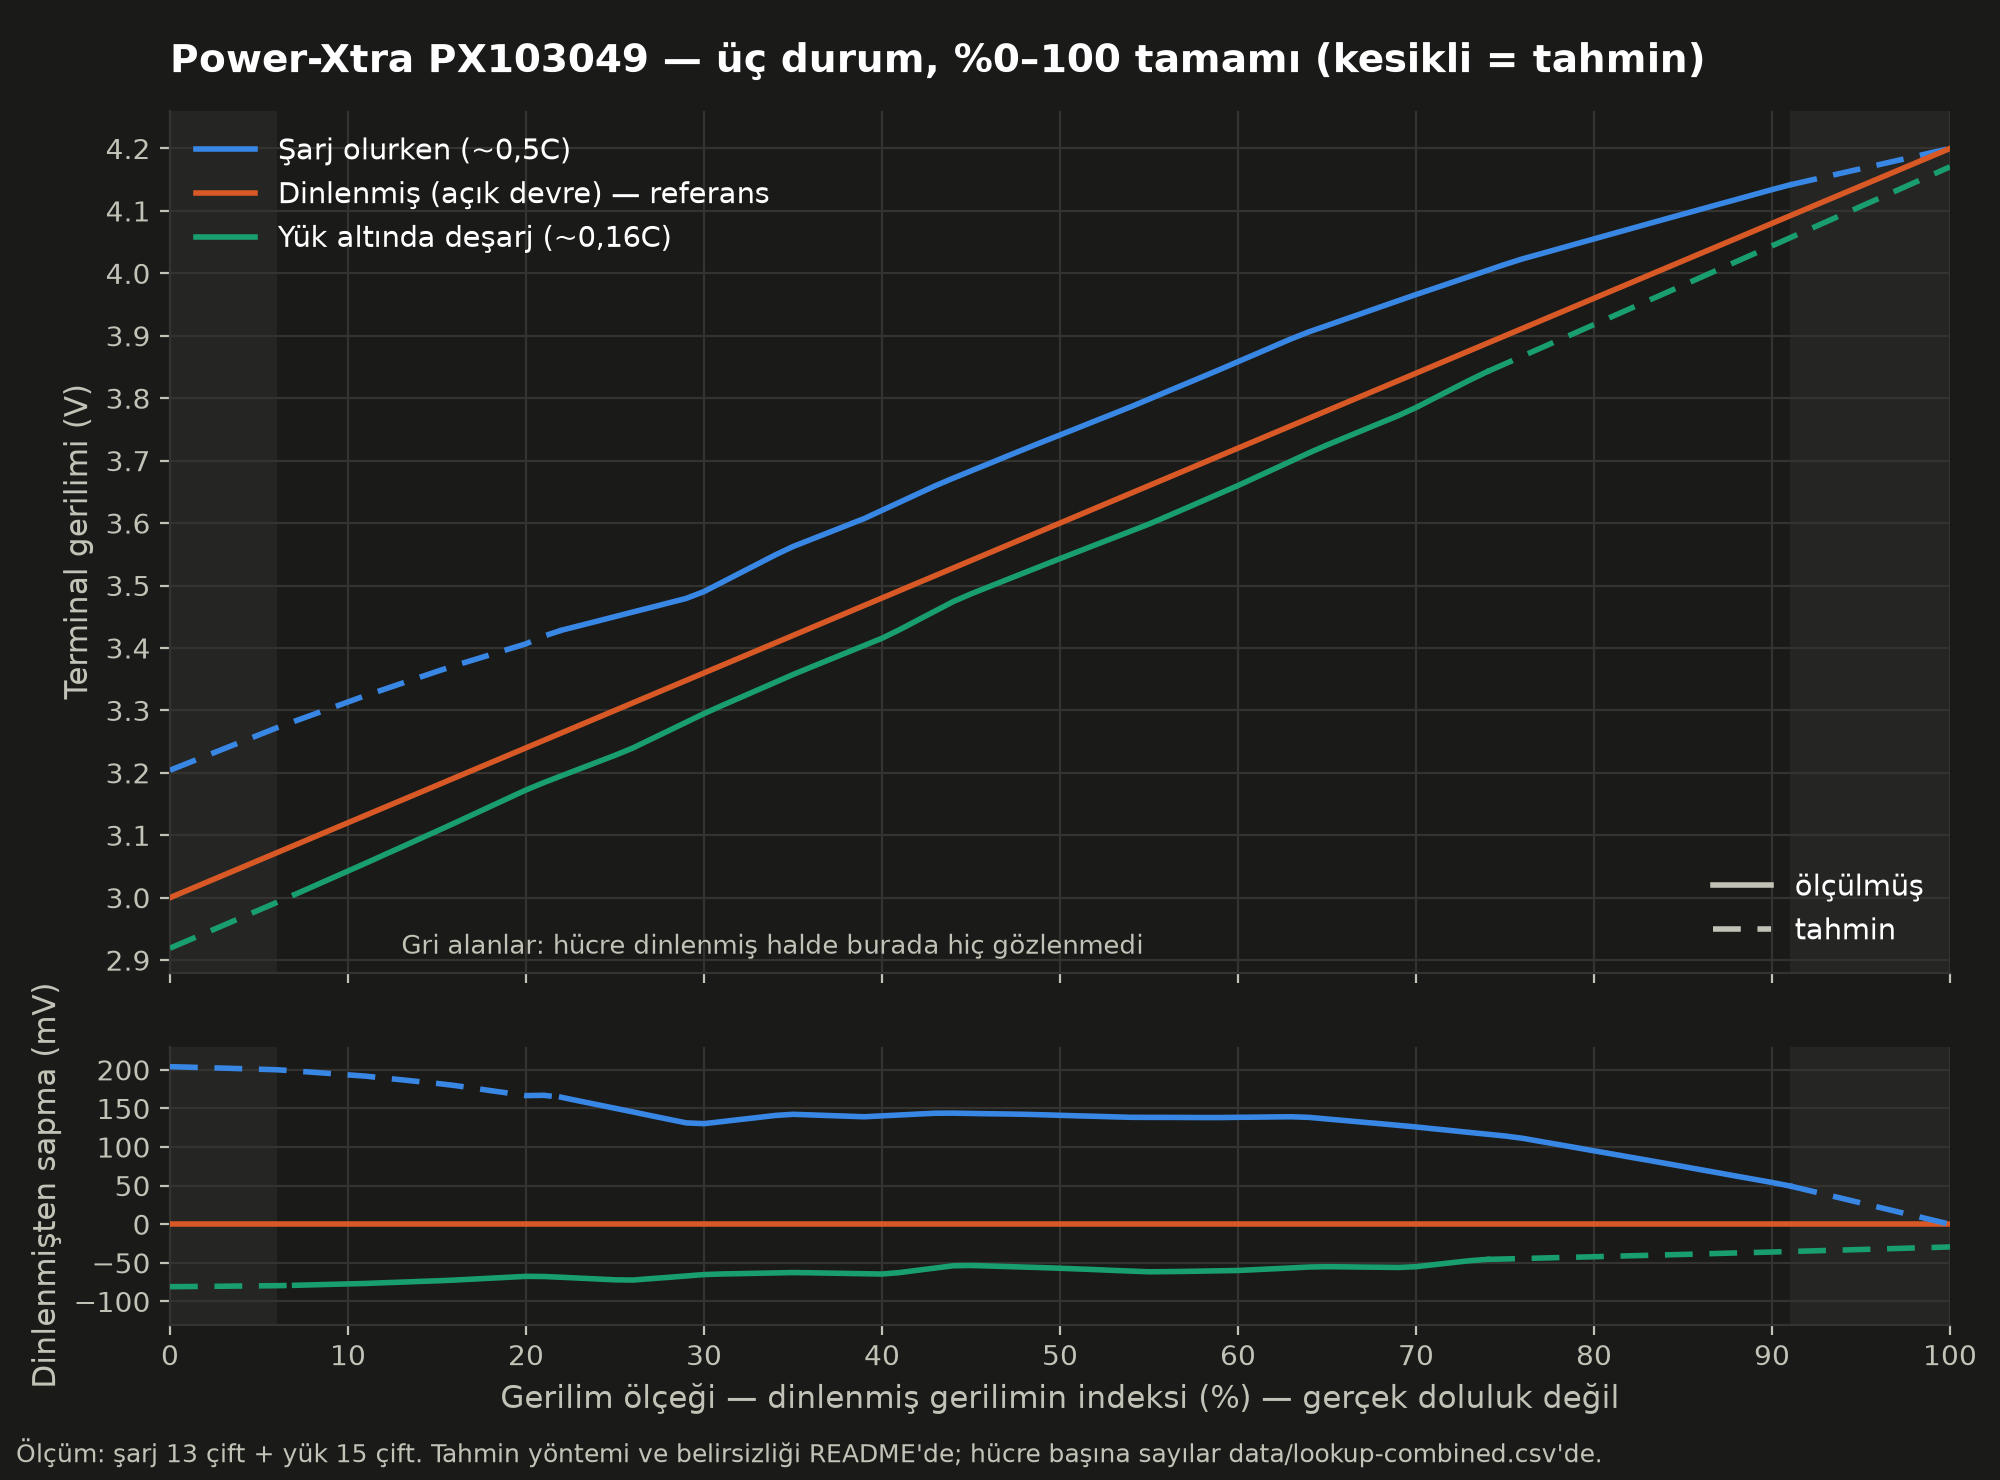 Power-Xtra PX103049 — üç durum, %0–100 tamamı (kesikli = tahmin)
Şarj olurken (~0,5C)
Dinlenmiş (açık devre) — referans
Yük altında deşarj (~0,16C)
Terminal gerilimi (V)
4.2
4.1
4.0
3.9
3.8
3.7
3.6
3.5
3.4
3.3
3.2
3.1
3.0
2.9
ölçülmüş
tahmin
Gri alanlar: hücre dinlenmiş halde burada hiç gözlenmedi
Dinlenmişten sapma (mV)
200
150
100
50
0
−50
−100
0 10 20 30 40 50 60 70 80 90 100
Gerilim ölçeği — dinlenmiş gerilimin indeksi (%) — gerçek doluluk değil
Ölçüm: şarj 13 çift + yük 15 çift. Tahmin yöntemi ve belirsizliği README'de; hücre başına sayılar data/lookup-combined.csv'de.